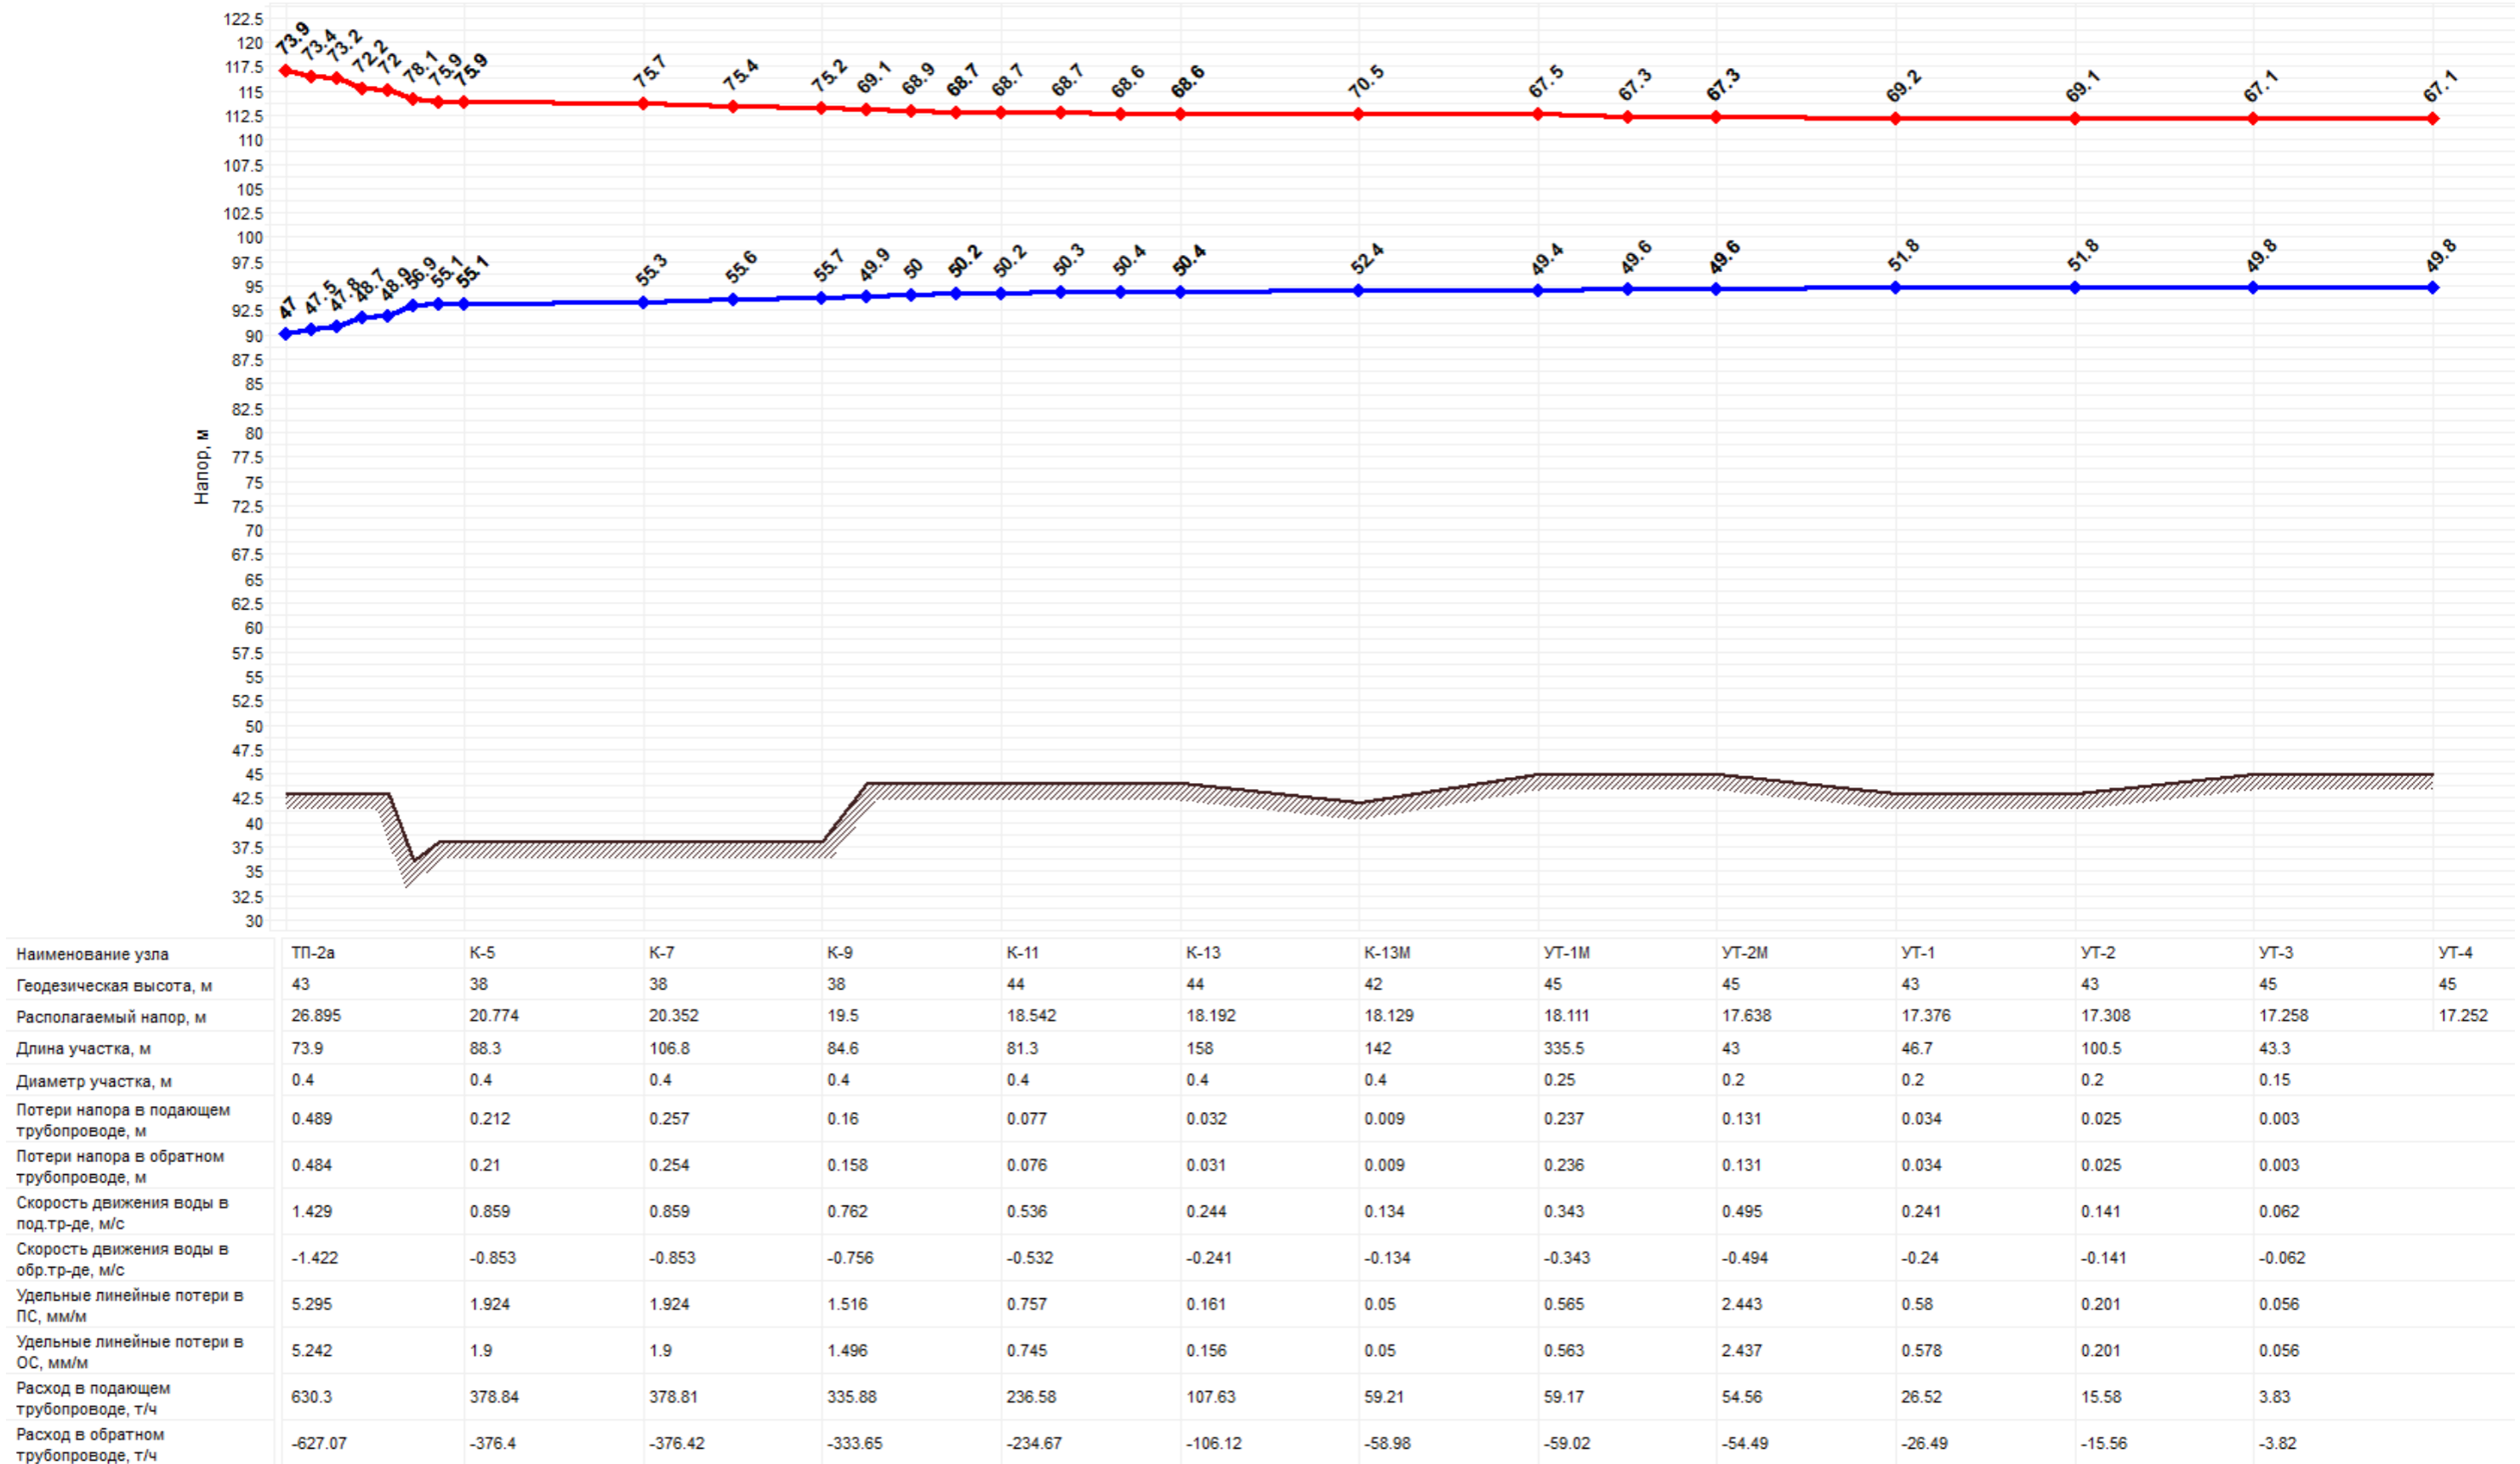 73.9 73.4 73.2 72.2 72 78.1 75.9 75.9 75.7 75.4 75.2 69.1 68.9 68.7 68.7 68.7 68.6 68.6 70.5 67.5 67.3 67.3 69.2 69.1 67.1 67.1
47 47.5 47.8 48.7 48.9 56.9 55.1 55.1 55.3 55.6 55.7 49.9 50 50.2 50.2 50.3 50.4 50.4 52.4 49.4 49.6 49.6 51.8 51.8 49.8 49.8
122.5
120
117.5
115
112.5
110
107.5
105
102.5
100
97.5
95
92.5
90
87.5
85
82.5
80
77.5
75
72.5
70
67.5
65
62.5
60
57.5
55
52.5
50
47.5
45
42.5
40
37.5
35
32.5
30
Напор, м
Наименование узла ТП-2а К-5 К-7 К-9 К-11 К-13 К-13М УТ-1М УТ-2М УТ-1 УТ-2 УТ-3 УТ-4
Геодезическая высота, м 43 38 38 38 44 44 42 45 45 43 43 45 45
Располагаемый напор, м 26.895 20.774 20.352 19.5 18.542 18.192 18.129 18.111 17.638 17.376 17.308 17.258 17.252
Длина участка, м 73.9 88.3 106.8 84.6 81.3 158 142 335.5 43 46.7 100.5 43.3
Диаметр участка, м 0.4 0.4 0.4 0.4 0.4 0.4 0.4 0.25 0.2 0.2 0.2 0.15
Потери напора в подающем
трубопроводе, м 0.489 0.212 0.257 0.16 0.077 0.032 0.009 0.237 0.131 0.034 0.025 0.003
Потери напора в обратном
трубопроводе, м 0.484 0.21 0.254 0.158 0.076 0.031 0.009 0.236 0.131 0.034 0.025 0.003
Скорость движения воды в
под.тр-де, м/с 1.429 0.859 0.859 0.762 0.536 0.244 0.134 0.343 0.495 0.241 0.141 0.062
Скорость движения воды в
обр.тр-де, м/с -1.422 -0.853 -0.853 -0.756 -0.532 -0.241 -0.134 -0.343 -0.494 -0.24 -0.141 -0.062
Удельные линейные потери в
ПС, мм/м 5.295 1.924 1.924 1.516 0.757 0.161 0.05 0.565 2.443 0.58 0.201 0.056
Удельные линейные потери в
ОС, мм/м 5.242 1.9 1.9 1.496 0.745 0.156 0.05 0.563 2.437 0.578 0.201 0.056
Расход в подающем
трубопроводе, т/ч 630.3 378.84 378.81 335.88 236.58 107.63 59.21 59.17 54.56 26.52 15.58 3.83
Расход в обратном
трубопроводе, т/ч -627.07 -376.4 -376.42 -333.65 -234.67 -106.12 -58.98 -59.02 -54.49 -26.49 -15.56 -3.82